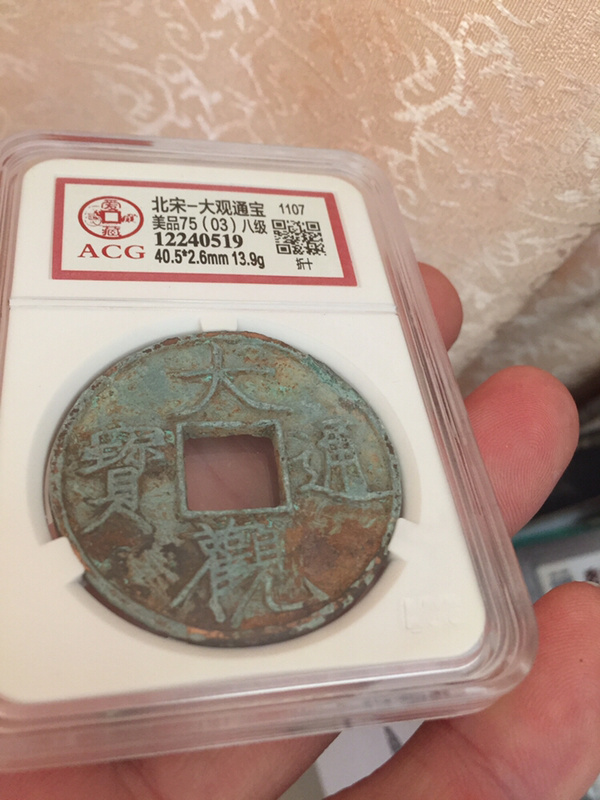 北宋-大观通宝 1107
美品75(03)八级
12240519
40.5*2.6mm 13.9g
折十
ACG
大
觀
通
寶